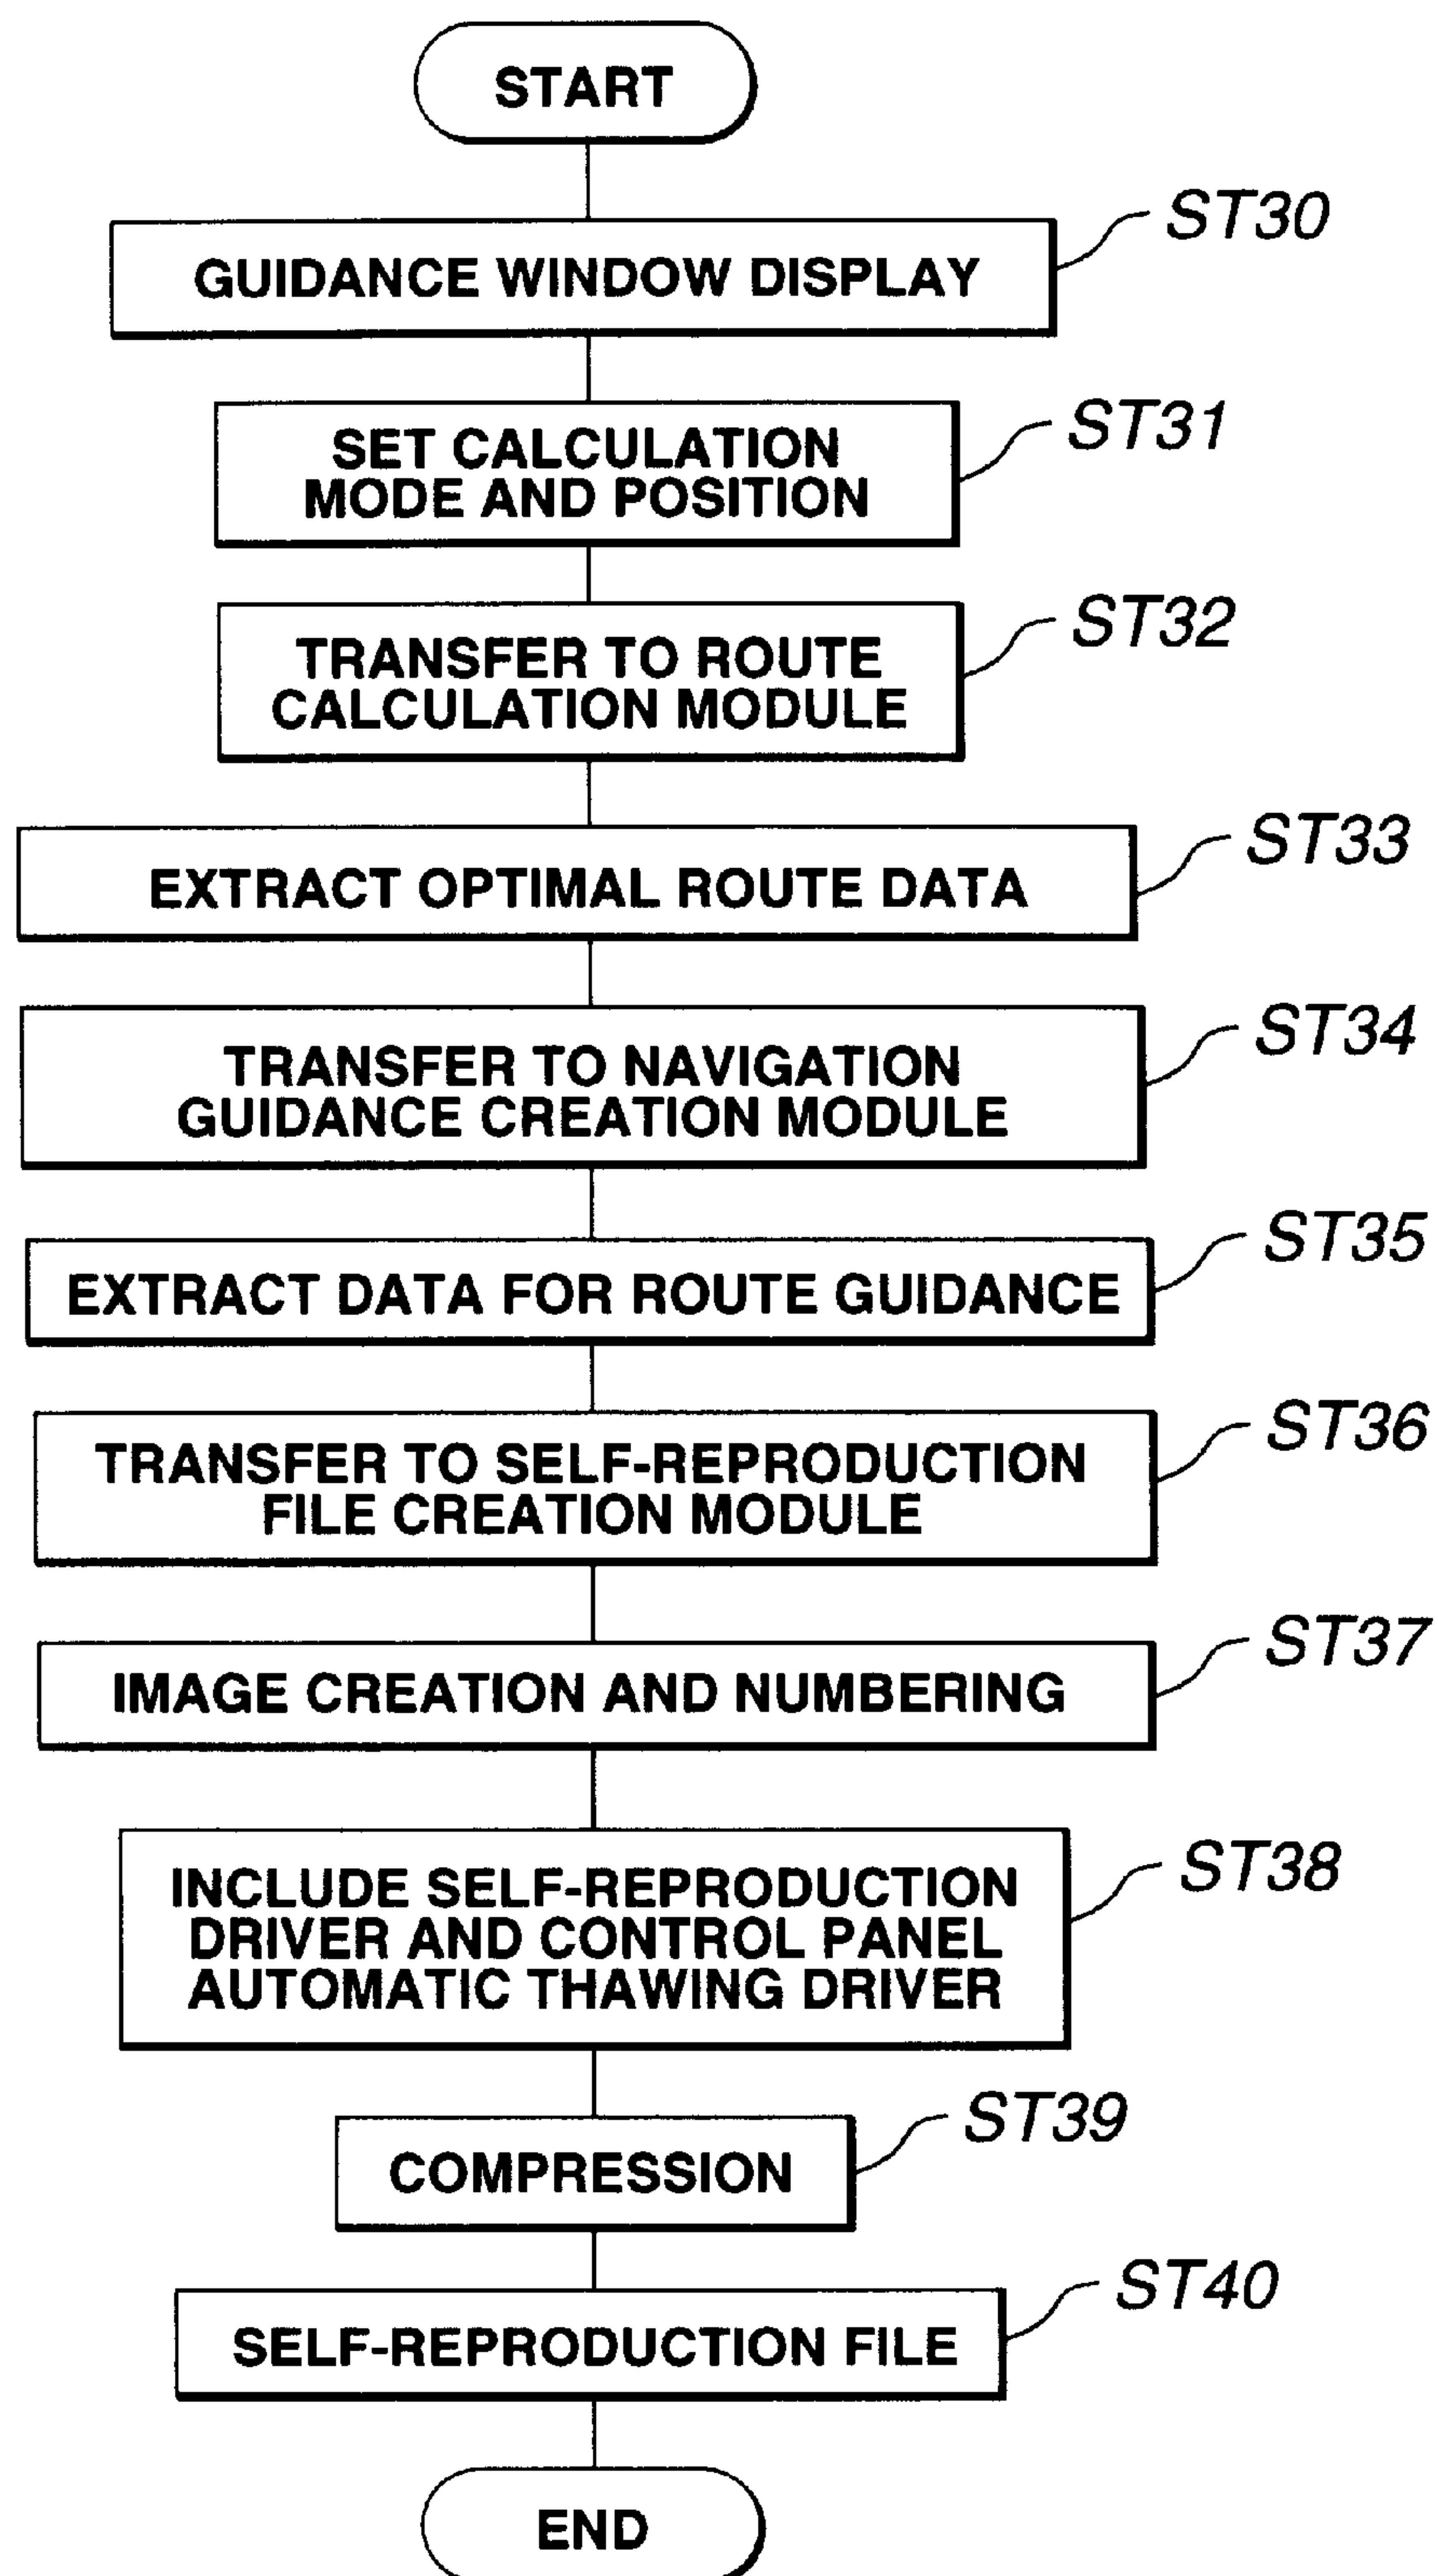 START
ST30
GUIDANCE WINDOW DISPLAY
ST31
SET CALCULATION
MODE AND POSITION
ST32
TRANSFER TO ROUTE
CALCULATION MODULE
ST33
EXTRACT OPTIMAL ROUTE DATA
ST34
TRANSFER TO NAVIGATION
GUIDANCE CREATION MODULE
ST35
EXTRACT DATA FOR ROUTE GUIDANCE
ST36
TRANSFER TO SELF-REPRODUCTION
FILE CREATION MODULE
ST37
IMAGE CREATION AND NUMBERING
ST38
INCLUDE SELF-REPRODUCTION
DRIVER AND CONTROL PANEL
AUTOMATIC THAWING DRIVER
ST39
COMPRESSION
ST40
SELF-REPRODUCTION FILE
END